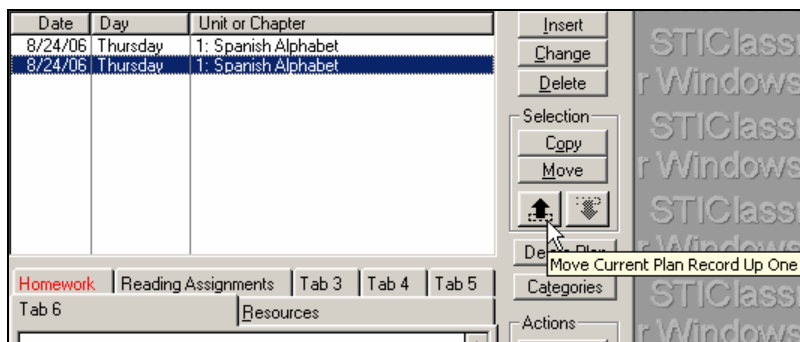 Date Day Unit or Chapter
8/24/06 Thursday 1: Spanish Alphabet
8/24/06 Thursday 1: Spanish Alphabet
Insert
Change
Delete
Selection
Copy
Move
Move Current Plan Record Up One
Categories
Actions
Homework Reading Assignments Tab 3 Tab 4 Tab 5
Tab 6 Resources
STIClass
r Windows
STIClass
r Windows
STIClass
STIClass
r Windows